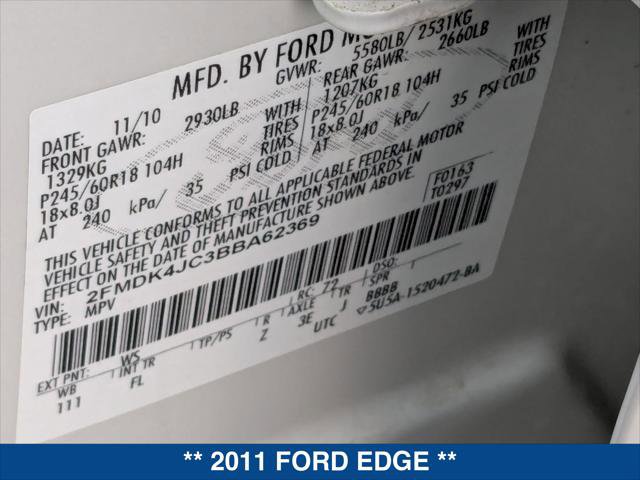 MFD. BY FORD MO
DATE: 11/10
GVWR: 5580LB/ 2531KG
FRONT GAWR: 2930LB
REAR GAWR: 2660LB
1329KG WITH
1207KG WITH
P245/60R18 104H TIRES
P245/60R18 104H TIRES
18x8.0J RIMS
18x8.0J RIMS
AT 240 kPa/ 35 PSI COLD
AT 240 kPa/ 35 PSI COLD
THIS VEHICLE CONFORMS TO ALL APPLICABLE FEDERAL MOTOR
VEHICLE SAFETY AND THEFT PREVENTION STANDARDS IN
EFFECT ON THE DATE OF MANUFACTURE SHOWN ABOVE.
F0163
T0297
VIN: 2FMDK4JC3BBA62369
TYPE: MPV
RC: 72 DSO:
EXT PNT: WS
WB INT TR TP/PS R AXLE TR BBBB
111 FL Z 3E J
UTC ▽5U5A-1520472-BA
** 2011 FORD EDGE **